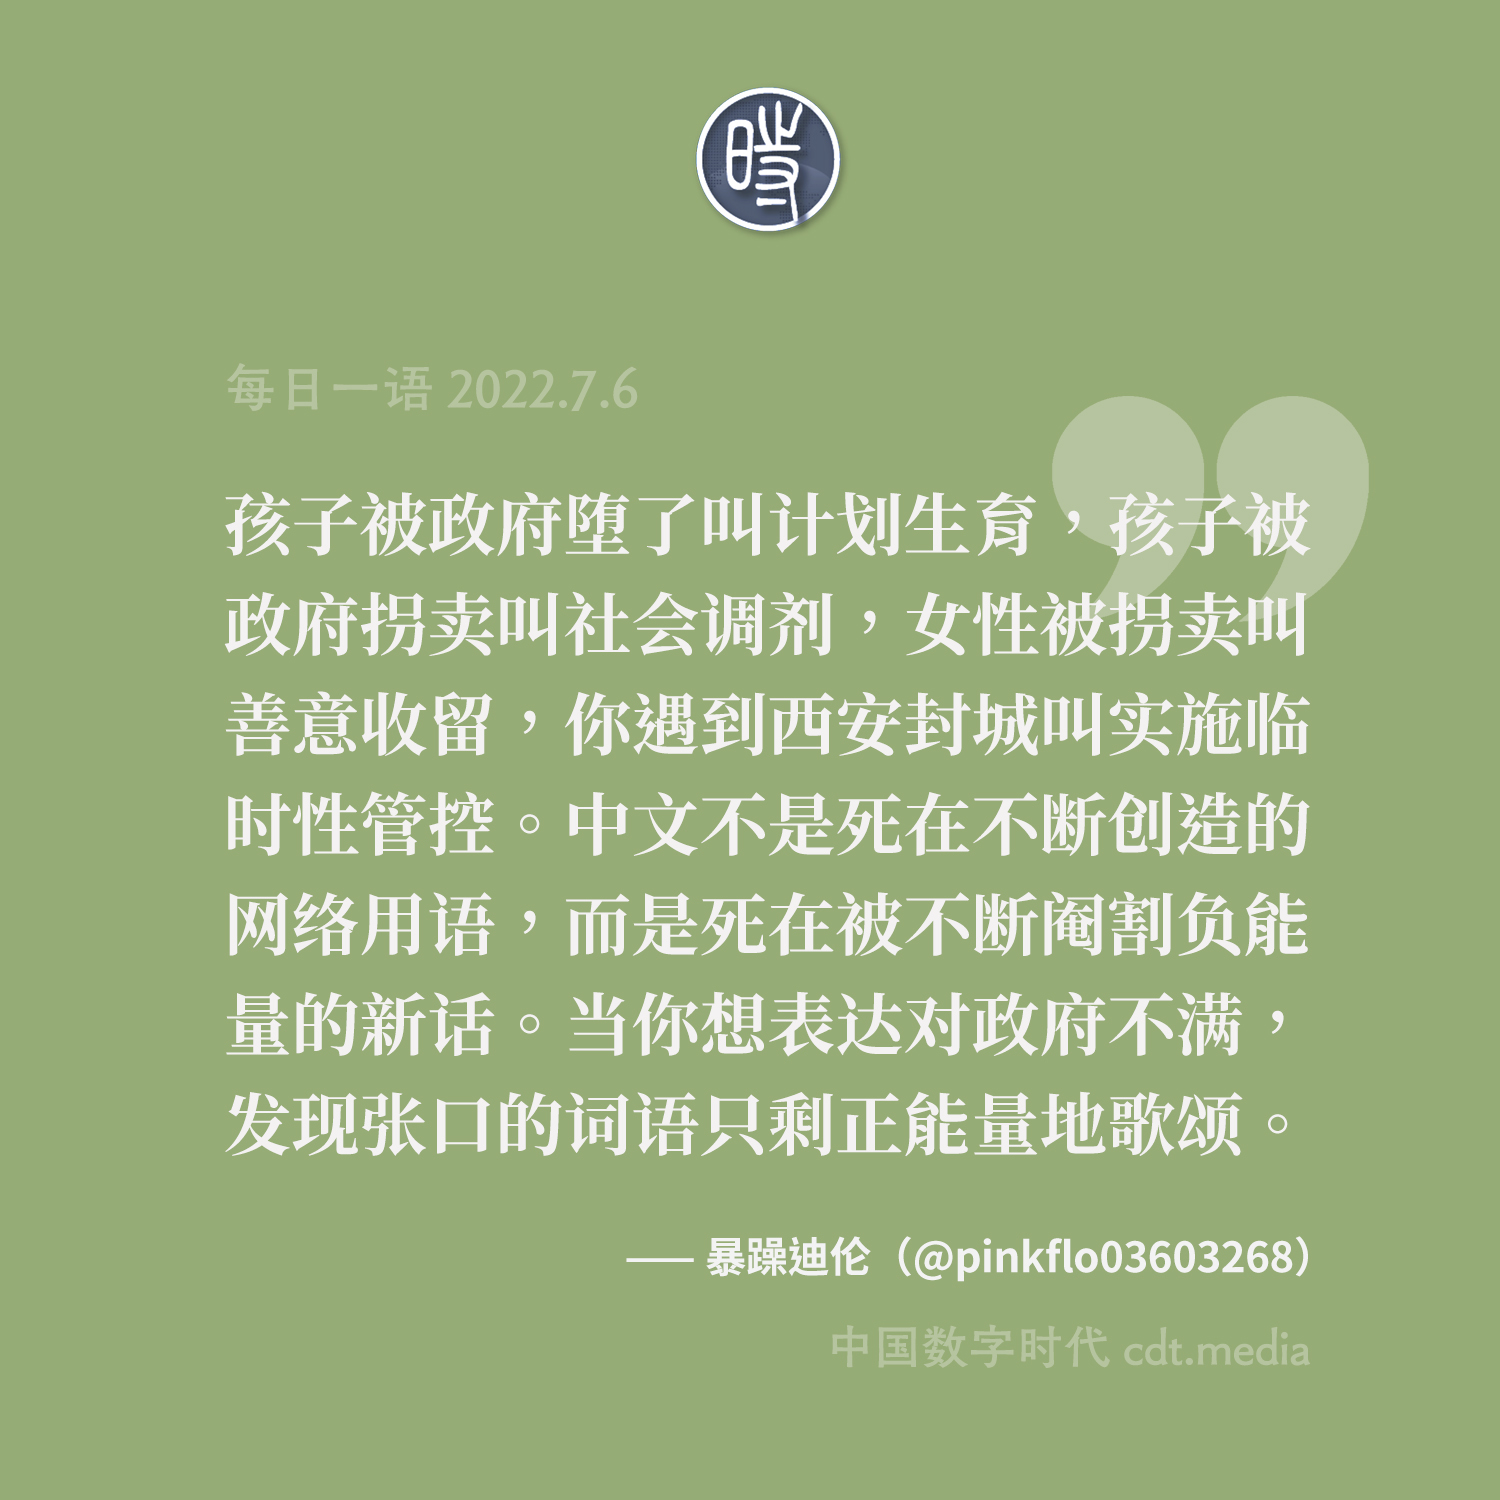 時
每日一语 2022.7.6
孩子被政府堕了叫计划生育，孩子被
政府拐卖叫社会调剂，女性被拐卖叫
善意收留，你遇到西安封城叫实施临
时性管控。中文不是死在不断创造的
网络用语，而是死在被不断阉割负能
量的新话。当你想表达对政府不满，
发现张口的词语只剩正能量地歌颂。
—— 暴躁迪伦（@pinkflo03603268）
中国数字时代 cdt.media